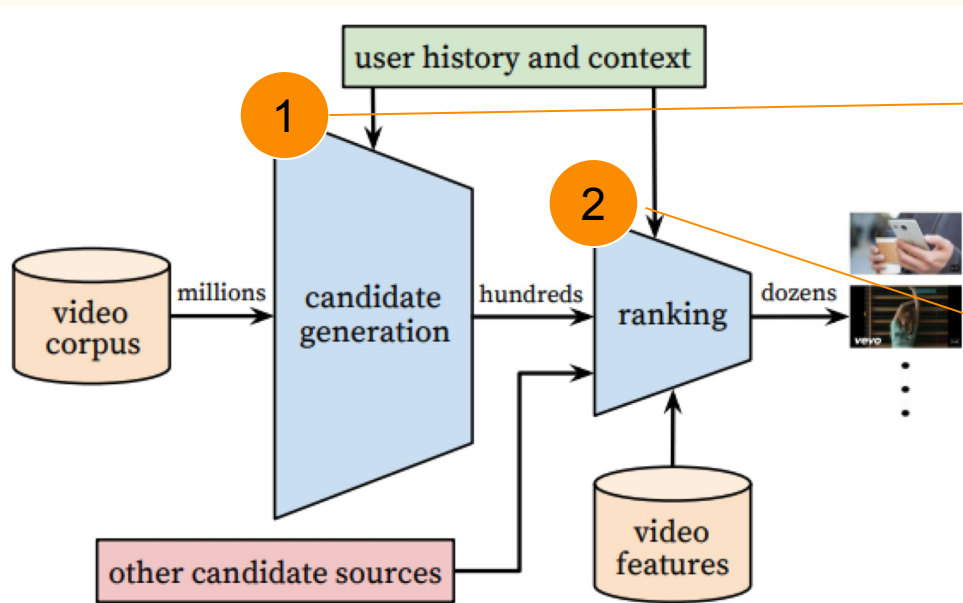 user history and context
1
2
millions
hundreds
dozens
video
corpus
candidate
generation
ranking
vevo
other candidate sources
video
features